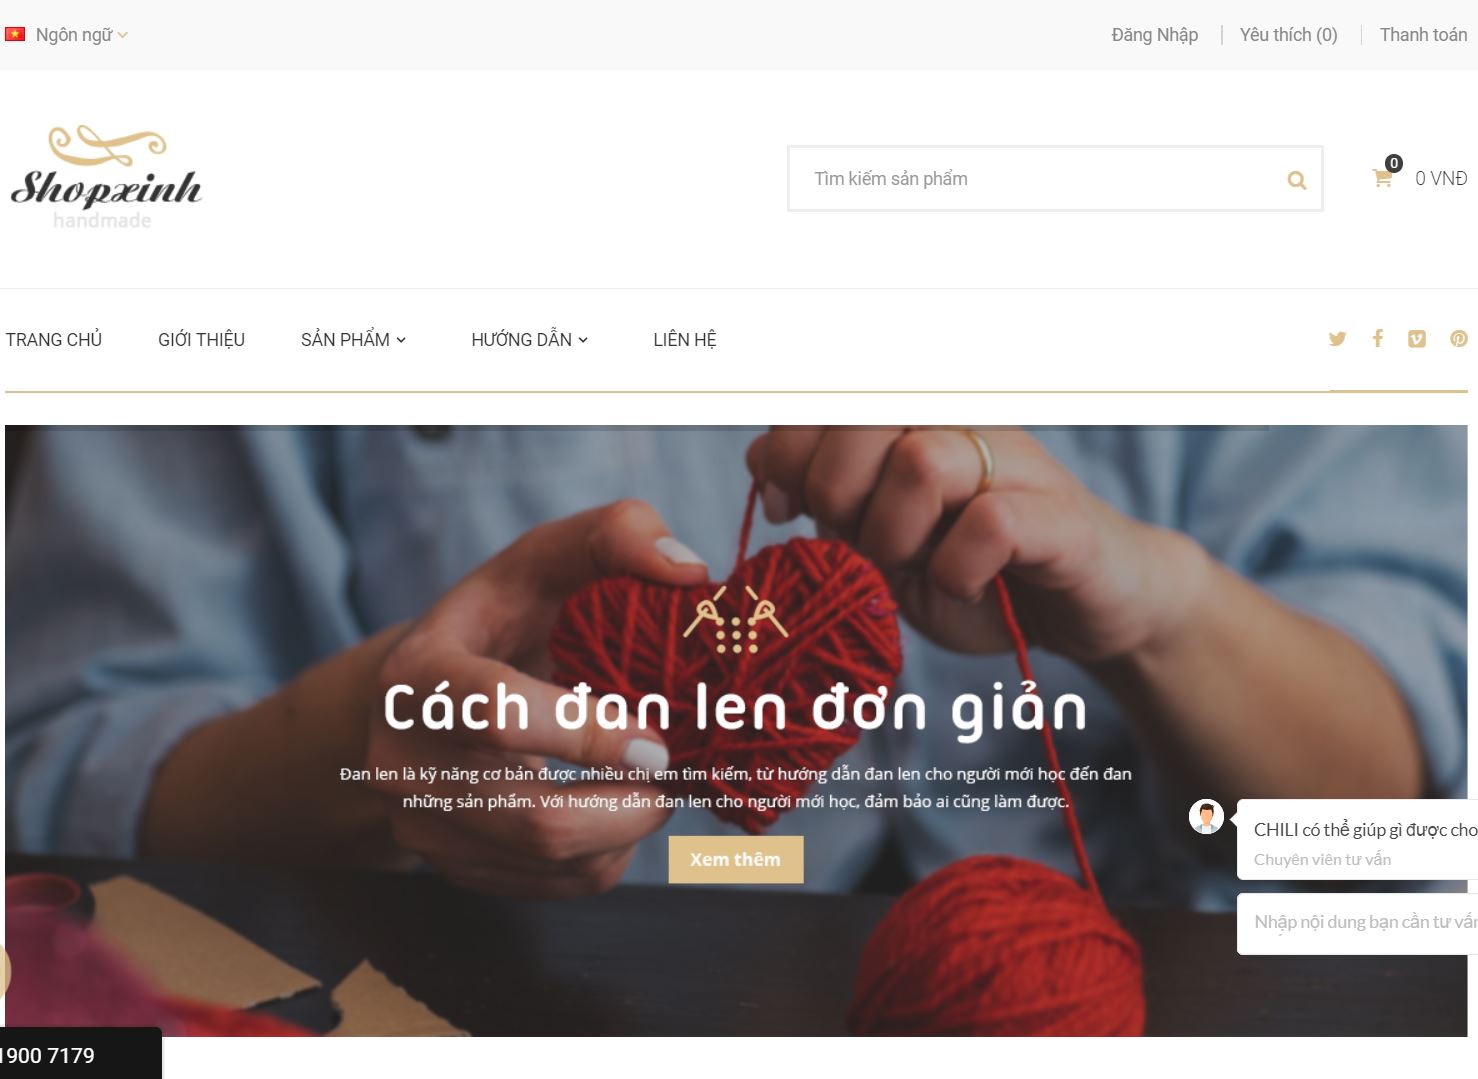 Ngôn ngữ
Đăng Nhập
Yêu thích (0)
Thanh toán
Shopxinh
handmade
Tìm kiếm sản phẩm
0
0 VNĐ
TRANG CHỦ
GIỚI THIỆU
SẢN PHẨM
HƯỚNG DẪN
LIÊN HỆ
Cách đan len đơn giản
Đan len là kỹ năng cơ bản được nhiều chị em tìm kiếm, từ hướng dẫn đan len cho người mới học đến đan
những sản phẩm. Với hướng dẫn đan len cho người mới học, đảm bảo ai cũng làm được.
Xem thêm
CHILI có thể giúp gì được cho
Chuyên viên tư vấn
Nhập nội dung bạn cần tư vấn
1900 7179